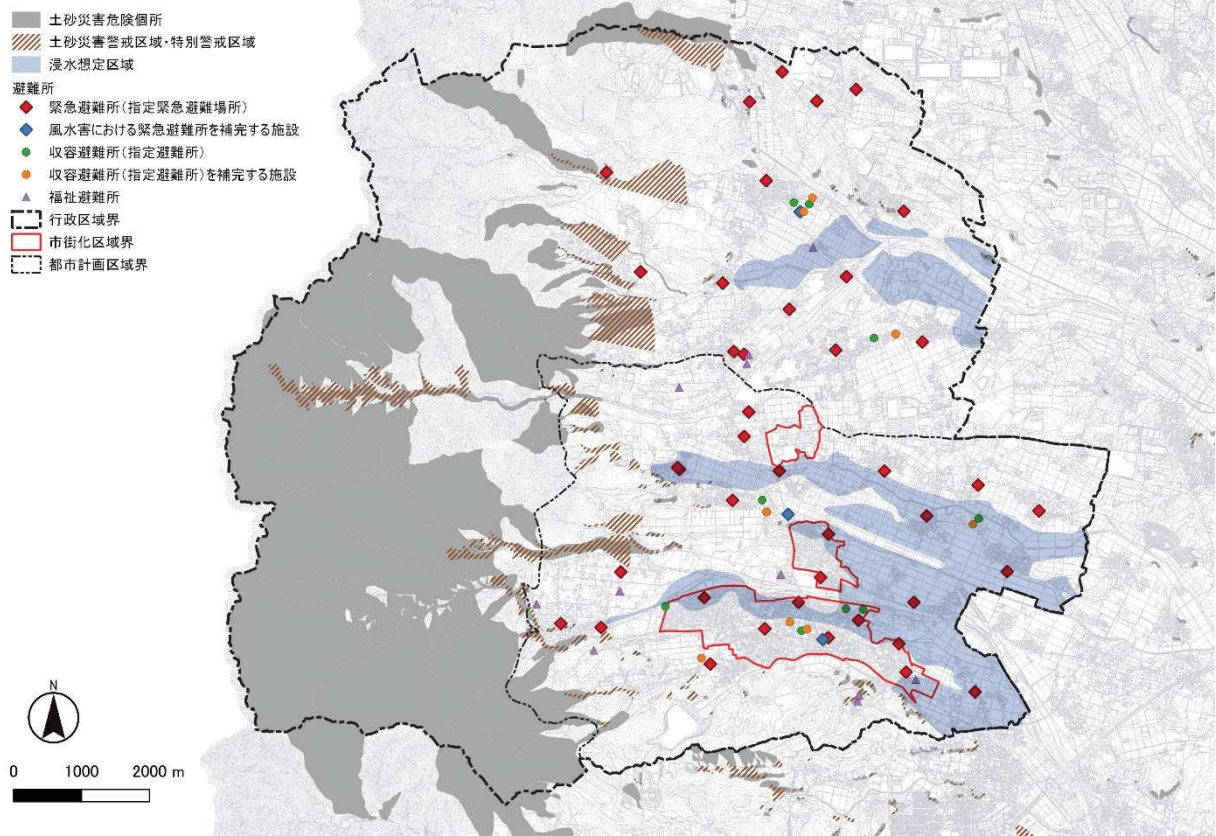 土砂災害危険個所
土砂災害警戒区域・特別警戒区域
浸水想定区域
避難所
緊急避難所(指定緊急避難場所)
風水害における緊急避難所を補完する施設
収容避難所(指定避難所)
収容避難所(指定避難所)を補完する施設
福祉避難所
行政区域界
市街化区域界
都市計画区域界
N
0 1000 2000 m